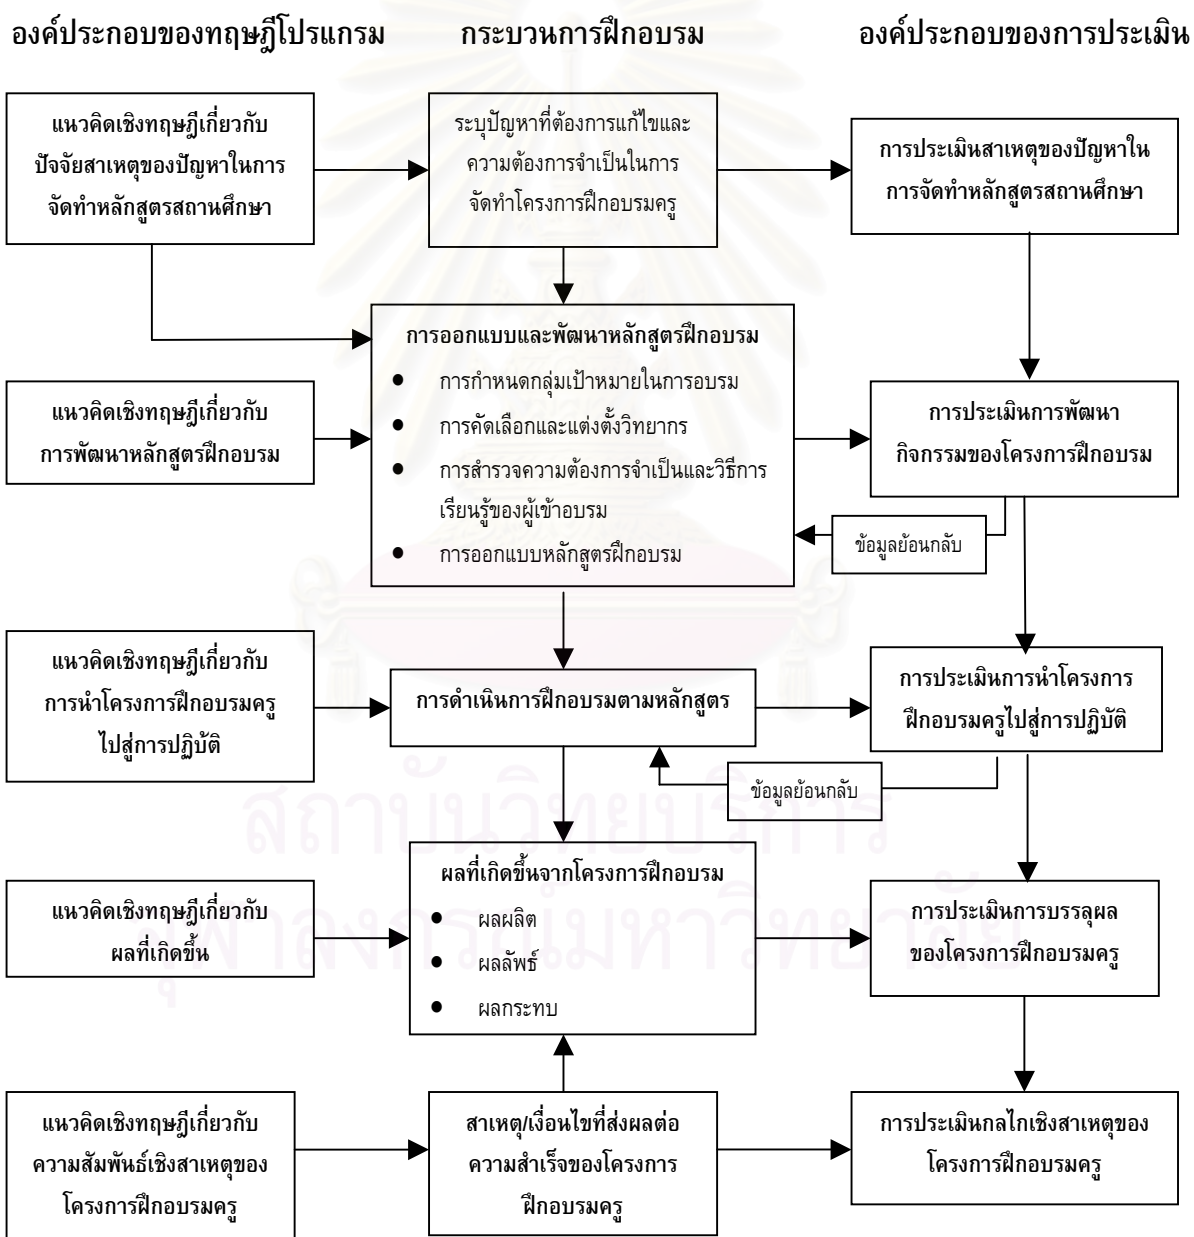 องค์ประกอบของทฤษฎีโปรแกรม
กระบวนการฝึกอบรม
องค์ประกอบของการประเมิน
แนวคิดเชิงทฤษฎีเกี่ยวกับ
ปัจจัยสาเหตุของปัญหาในการ
จัดทำหลักสูตรสถานศึกษา
ระบุปัญหาที่ต้องการแก้ไขและ
ความต้องการจำเป็นในการ
จัดทำโครงการฝึกอบรมครู
การประเมินสาเหตุของปัญหาใน
การจัดทำหลักสูตรสถานศึกษา
แนวคิดเชิงทฤษฎีเกี่ยวกับ
การพัฒนาหลักสูตรฝึกอบรม
การออกแบบและพัฒนาหลักสูตรฝึกอบรม
● การกำหนดกลุ่มเป้าหมายในการอบรม
● การคัดเลือกและแต่งตั้งวิทยากร
● การสำรวจความต้องการจำเป็นและวิธีการ
เรียนรู้ของผู้เข้าอบรม
● การออกแบบหลักสูตรฝึกอบรม
การประเมินการพัฒนา
กิจกรรมของโครงการฝึกอบรม
ข้อมูลย้อนกลับ
แนวคิดเชิงทฤษฎีเกี่ยวกับ
การนำโครงการฝึกอบรมครู
ไปสู่การปฏิบัติ
การดำเนินการฝึกอบรมตามหลักสูตร
การประเมินการนำโครงการ
ฝึกอบรมครูไปสู่การปฏิบัติ
ข้อมูลย้อนกลับ
สถาบันวิทยบริการ
จุฬาลงกรณ์มหาวิทยาลัย
แนวคิดเชิงทฤษฎีเกี่ยวกับ
ผลที่เกิดขึ้น
ผลที่เกิดขึ้นจากโครงการฝึกอบรม
● ผลผลิต
● ผลลัพธ์
● ผลกระทบ
การประเมินการบรรลุผล
ของโครงการฝึกอบรมครู
แนวคิดเชิงทฤษฎีเกี่ยวกับ
ความสัมพันธ์เชิงสาเหตุของ
โครงการฝึกอบรมครู
สาเหตุ/เงื่อนไขที่ส่งผลต่อ
ความสำเร็จของโครงการ
ฝึกอบรมครู
การประเมินกลไกเชิงสาเหตุของ
โครงการฝึกอบรมครู